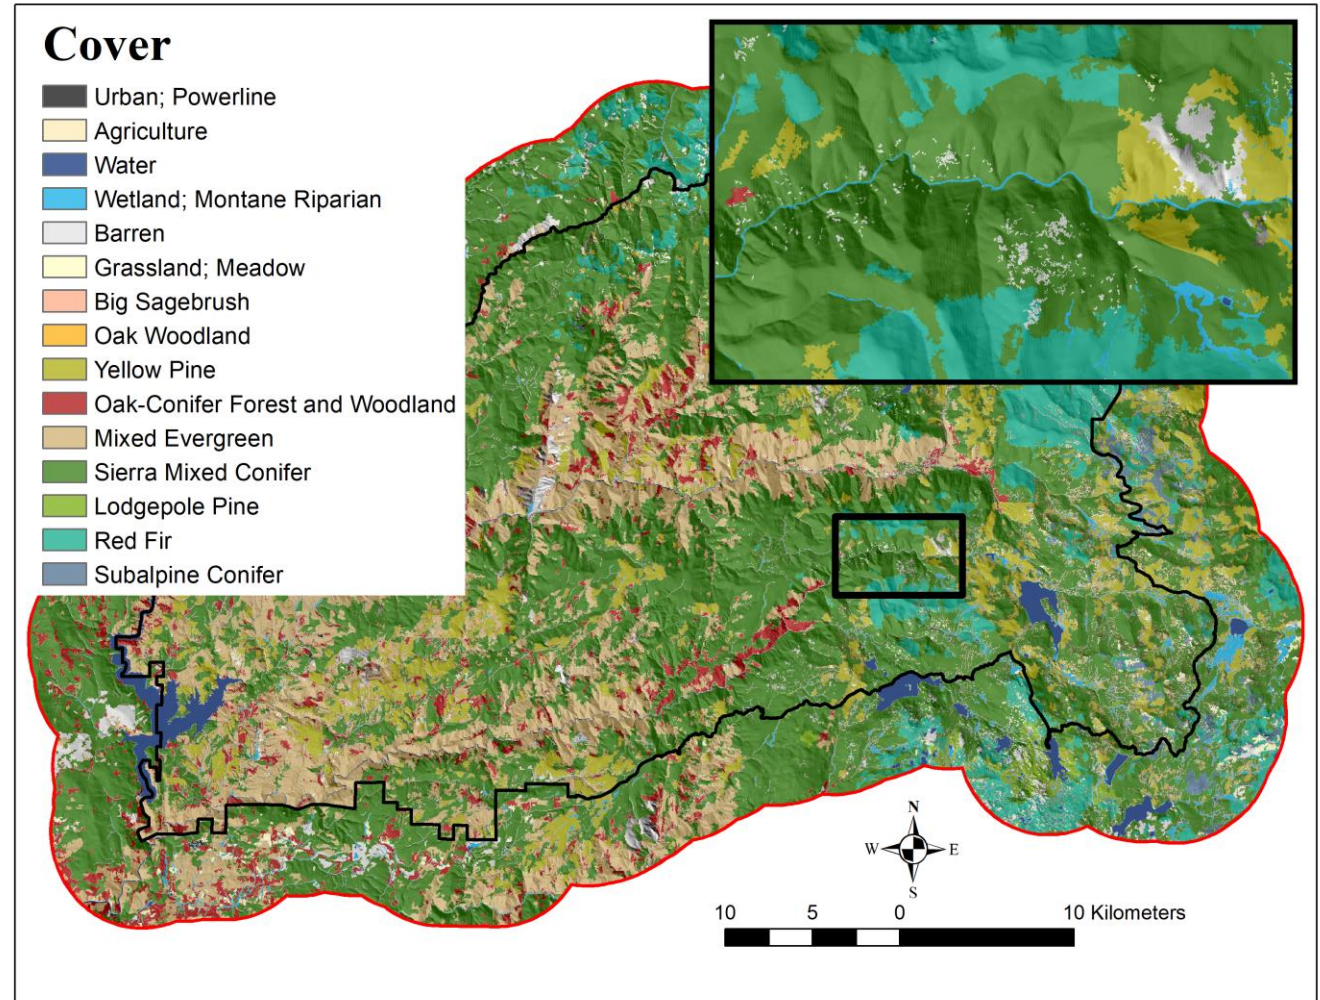 Cover
Urban; Powerline
Agriculture
Water
Wetland; Montane Riparian
Barren
Grassland; Meadow
Big Sagebrush
Oak Woodland
Yellow Pine
Oak-Conifer Forest and Woodland
Mixed Evergreen
Sierra Mixed Conifer
Lodgepole Pine
Red Fir
Subalpine Conifer
N
W E
S
10 5 0 10 Kilometers